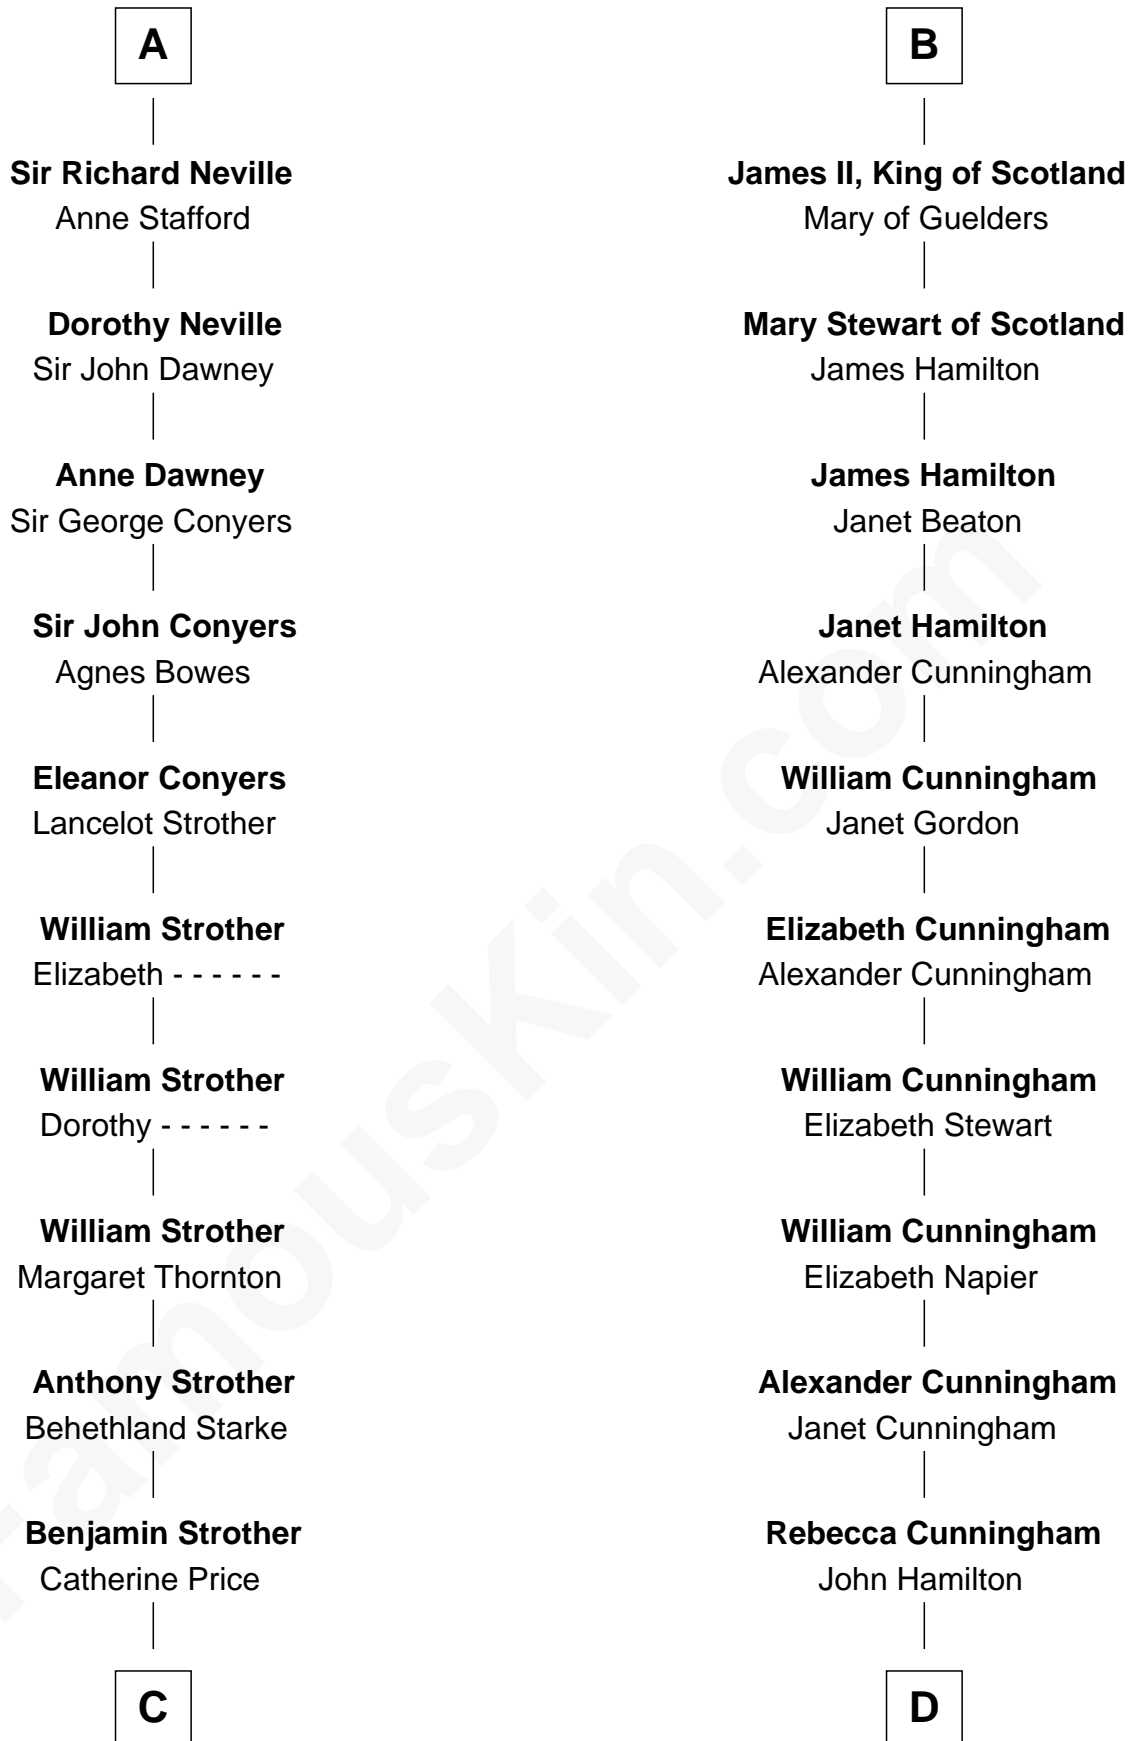 A
Sir Richard Neville
Anne Stafford
Dorothy Neville
Sir John Dawney
Anne Dawney
Sir George Conyers
Sir John Conyers
Agnes Bowes
Eleanor Conyers
Lancelot Strother
William Strother
Elizabeth - - - - - -
William Strother
Dorothy - - - - - -
William Strother
Margaret Thornton
Anthony Strother
Behethland Starke
Benjamin Strother
Catherine Price
C
B
James II, King of Scotland
Mary of Guelders
Mary Stewart of Scotland
James Hamilton
James Hamilton
Janet Beaton
Janet Hamilton
Alexander Cunningham
William Cunningham
Janet Gordon
Elizabeth Cunningham
Alexander Cunningham
William Cunningham
Elizabeth Stewart
William Cunningham
Elizabeth Napier
Alexander Cunningham
Janet Cunningham
Rebecca Cunningham
John Hamilton
D
FamousKin.com